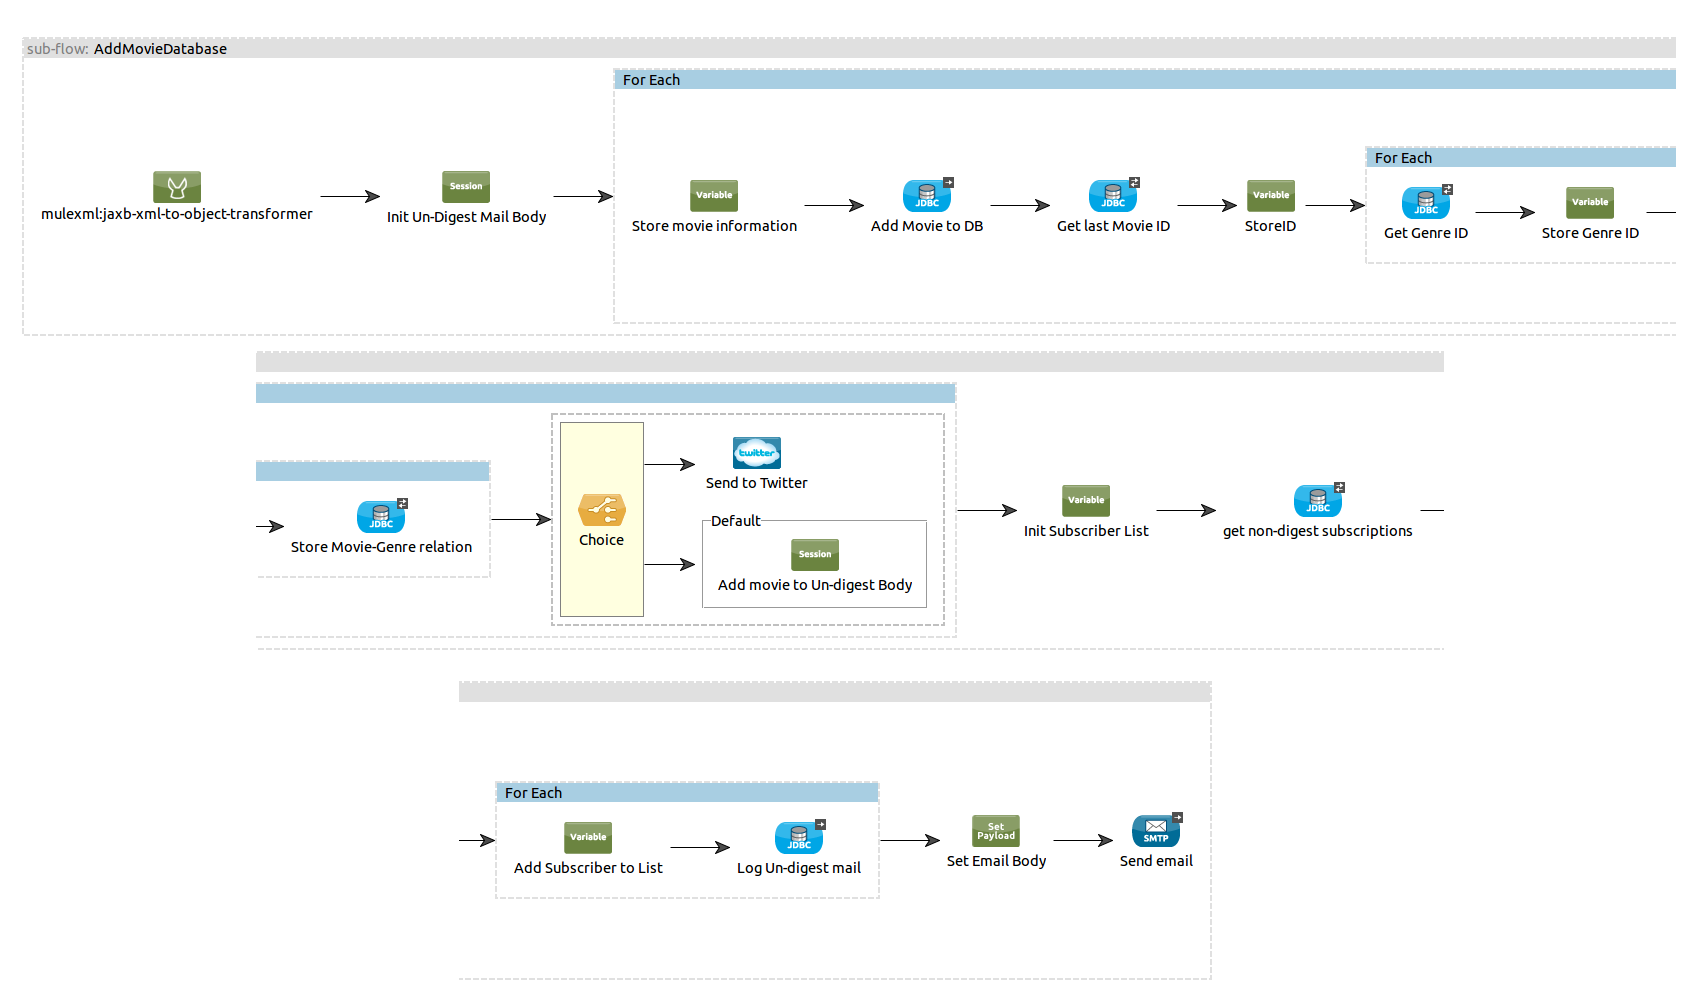 sub-flow: AddMovieDatabase
For Each
For Each
mulexml:jaxb-xml-to-object-transformer
Session
Init Un-Digest Mail Body
Variable
Store movie information
JDBC
Add Movie to DB
JDBC
Get last Movie ID
Variable
StoreID
JDBC
Get Genre ID
Variable
Store Genre ID
JDBC
Store Movie-Genre relation
Choice
twitter
Send to Twitter
Default
Session
Add movie to Un-digest Body
Variable
Init Subscriber List
JDBC
get non-digest subscriptions
For Each
Variable
Add Subscriber to List
JDBC
Log Un-digest mail
Set
Payload
Set Email Body
SMTP
Send email